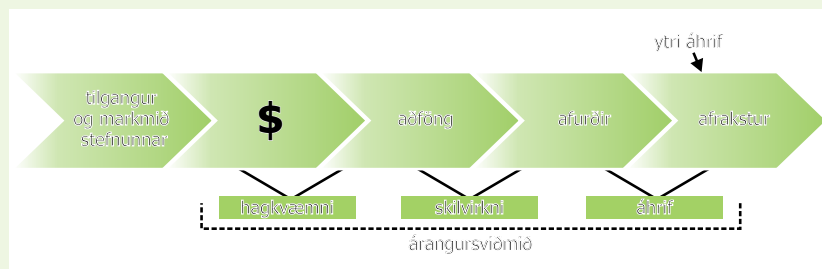 ytri áhrif
tilgangur
og markmið
stefnunnar
$
aðföng
afurðir
afrakstur
hagkvæmni
skilvirkni
áhrif
árangursviðmið